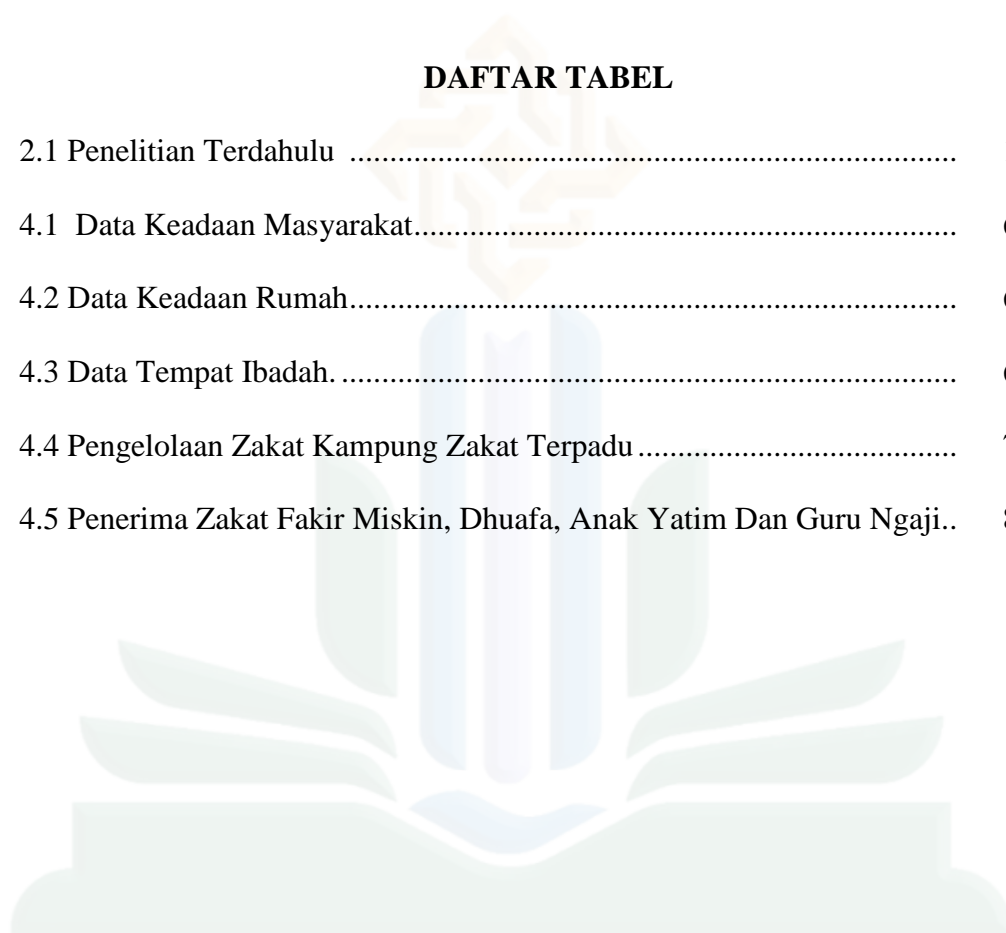 DAFTAR TABEL
2.1 Penelitian Terdahulu ............................................................................
4.1 Data Keadaan Masyarakat...................................................................
4.2 Data Keadaan Rumah...........................................................................
4.3 Data Tempat Ibadah. ............................................................................
4.4 Pengelolaan Zakat Kampung Zakat Terpadu .......................................
4.5 Penerima Zakat Fakir Miskin, Dhuafa, Anak Yatim Dan Guru Ngaji..